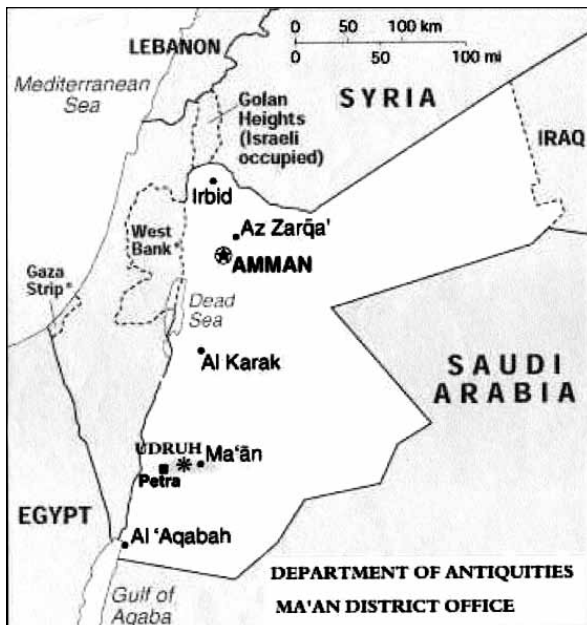 0 50 100 km
0 50 100 mi
LEBANON
Mediterranean
Sea
SYRIA
Golan
Heights
(Israeli
occupied)
IRAQ
Irbid
Az Zarqa'
West
Bank*
AMMAN
Gaza
Strip*
Dead
Sea
Al Karak
SAUDI
ARABIA
UDRUH
Ma'ān
Petra
EGYPT
Al 'Aqabah
Gulf of
Aqaba
DEPARTMENT OF ANTIQUITIES
MA'AN DISTRICT OFFICE